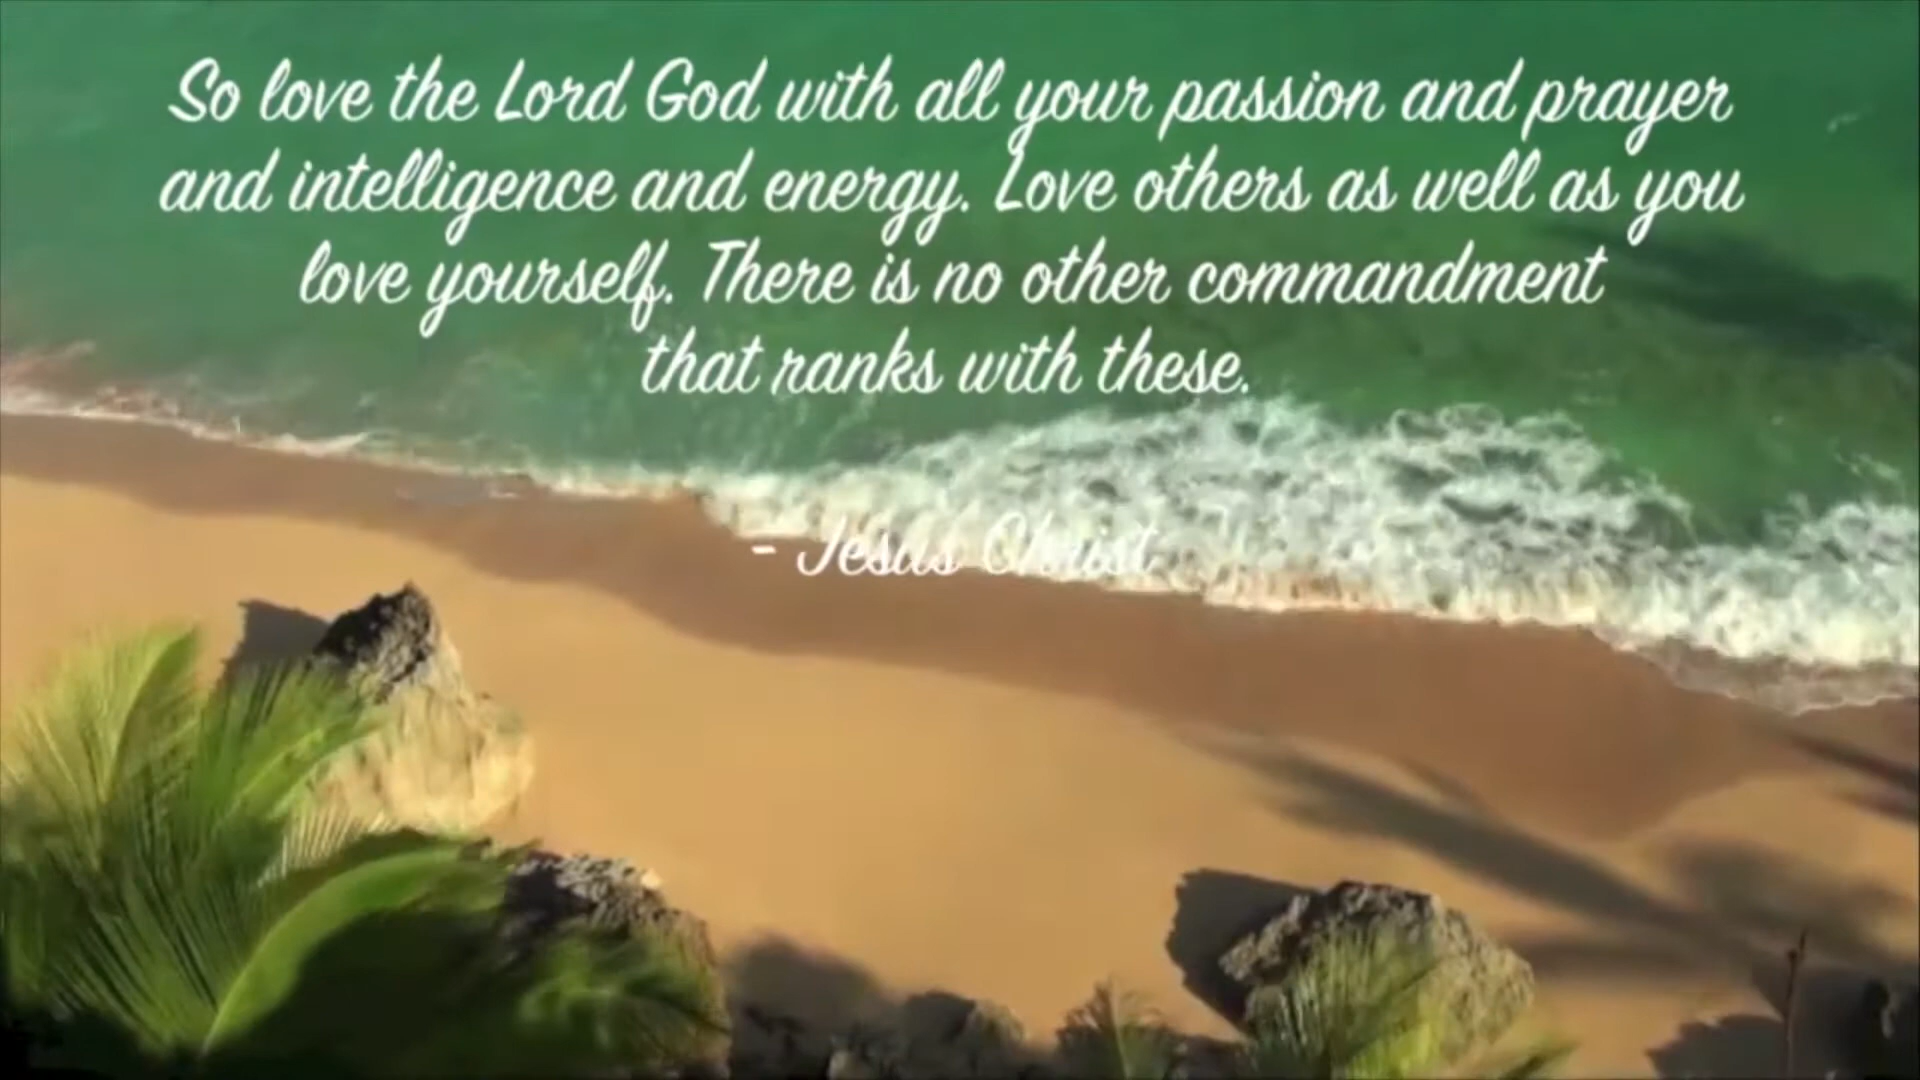 So love the Lord God with all your passion and prayer
and intelligence and energy. Love others as well as you
love yourself. There is no other commandment
that ranks with these.
- Jesus Christ